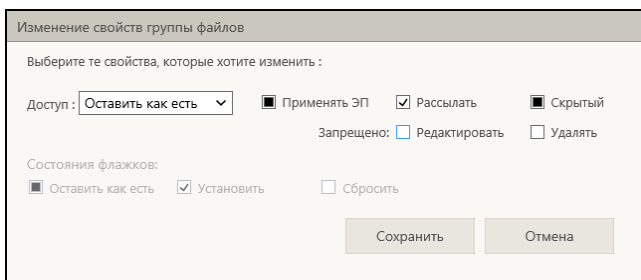 Изменение свойств группы файлов
Выберите те свойства, которые хотите изменить :
Доступ : Оставить как есть Применять ЭП Рассылать Скрытый
Запрещено: Редактировать Удалять
Состояния флажков:
Оставить как есть Установить Сбросить
Сохранить Отмена